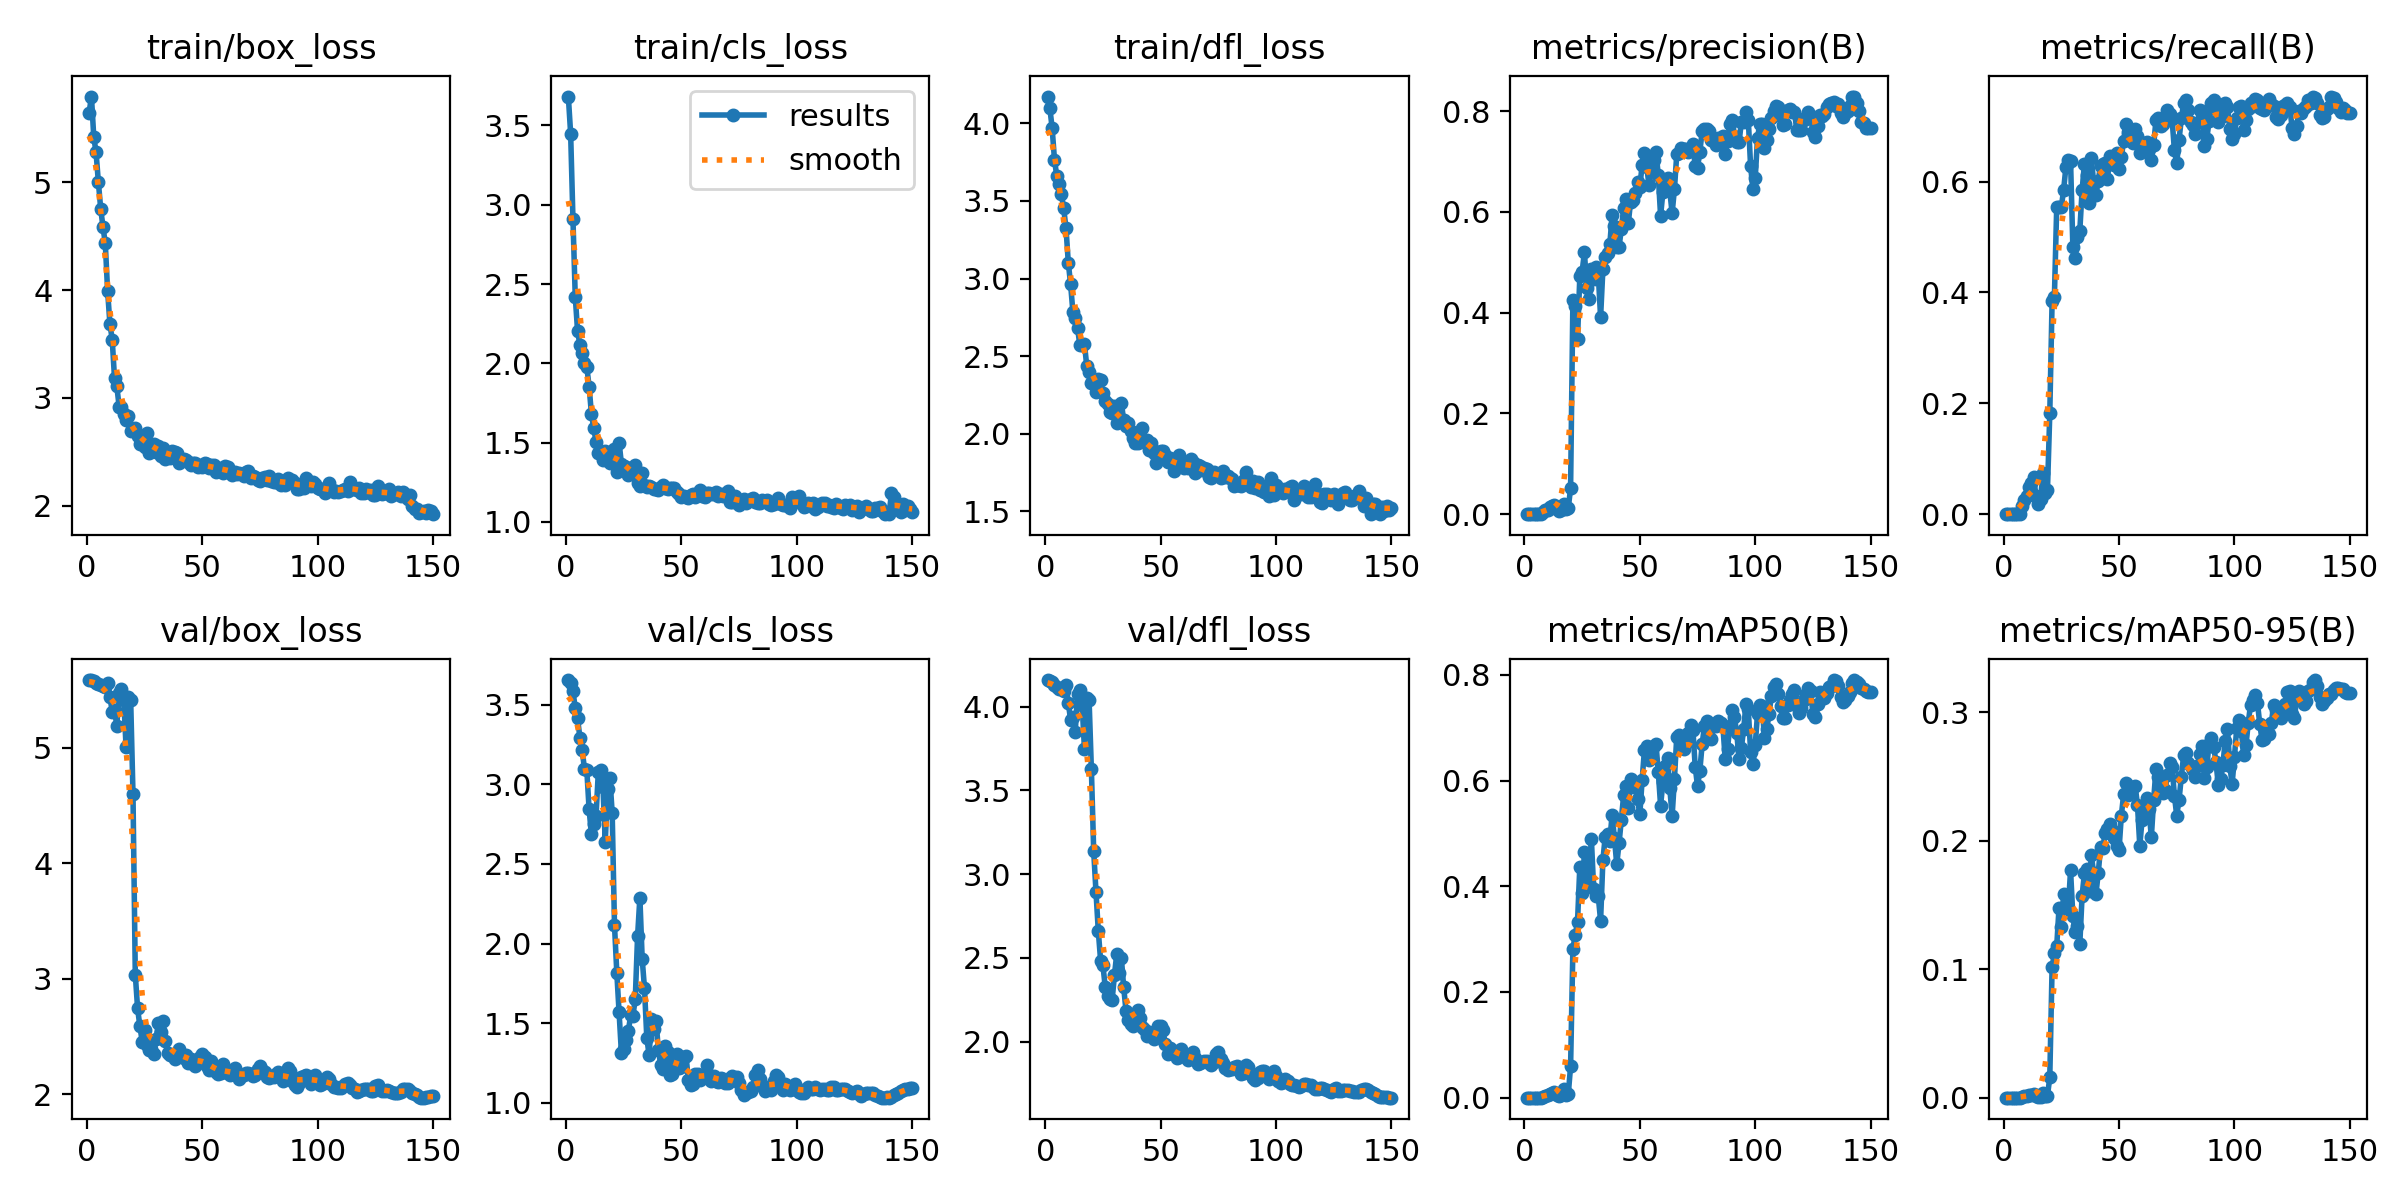 train/box_loss
train/cls_loss
train/dfl_loss
metrics/precision(B)
metrics/recall(B)
results
smooth
5
4
3
2
0 50 100 150
3.5
3.0
2.5
2.0
1.5
1.0
0 50 100 150
4.0
3.5
3.0
2.5
2.0
1.5
0 50 100 150
0.8
0.6
0.4
0.2
0.0
0 50 100 150
0.6
0.4
0.2
0.0
0 50 100 150
val/box_loss
val/cls_loss
val/dfl_loss
metrics/mAP50(B)
metrics/mAP50-95(B)
5
4
3
2
0 50 100 150
3.5
3.0
2.5
2.0
1.5
1.0
0 50 100 150
4.0
3.5
3.0
2.5
2.0
0 50 100 150
0.8
0.6
0.4
0.2
0.0
0 50 100 150
0.3
0.2
0.1
0.0
0 50 100 150